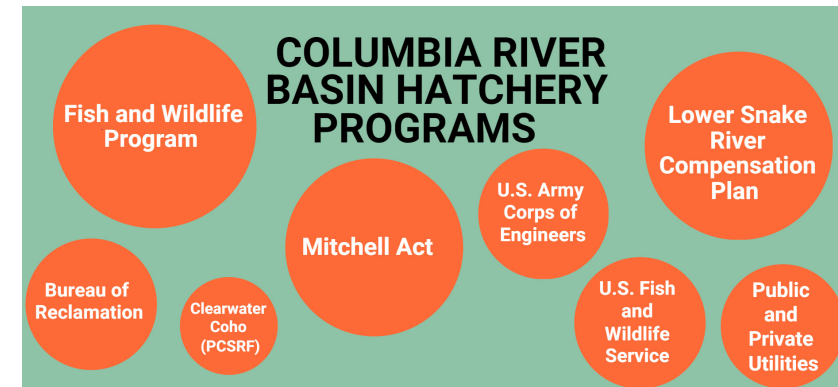 COLUMBIA RIVER
BASIN HATCHERY
PROGRAMS
Fish and Wildlife
Program
Lower Snake
River
Compensation
Plan
Mitchell Act
U.S. Army
Corps of
Engineers
Bureau of
Reclamation
Clearwater
Coho
(PCSRF)
U.S. Fish
and
Wildlife
Service
Public
and
Private
Utilities